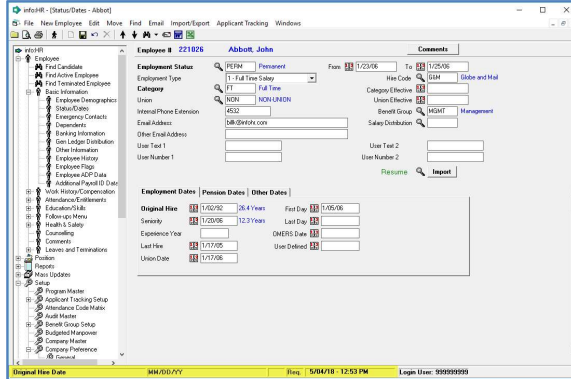 info:HR - [Status/Dates - Abbot]
File New Employee Edit Move Find Email Import/Export Applicant Tracking Windows
info:HR
Employee
Find Candidate
Find Active Employee
Find Terminated Employee
Basic Information
Employee Demographics
Status/Dates
Emergency Contacts
Dependents
Banking Information
Gen Ledger Distribution
Other Information
Employee History
Employee Flags
Employee ADP Data
Additional Payroll ID Data
Work History/Compensation
Attendance/Entitlements
Education/Skills
Follow-ups Menu
Health & Safety
Counselling
Comments
Leaves and Terminations
Position
Reports
Mass Updates
Setup
Program Master
Applicant Tracking Setup
Attendance Code Matrix
Audit Master
Benefit Group Setup
Budgeted Manpower
Company Master
Company Preference
General
Employee # 221026 Abbott, John Comments
Employment Status PERM Permanent From 1/23/06 To 1/25/06
Employment Type 1 - Full Time Salary Hire Code G&M Globe and Mail
Category FT Full Time Category Effective
Union NON NON-UNION Union Effective
Internal Phone Extension 4532 Benefit Group MGMT Management
Email Address billk@infohr.com Salary Distribution
Other Email Address
User Text 1 User Text 2
User Number 1 User Number 2
Resume Import
Employment Dates Pension Dates Other Dates
Original Hire 1/02/92 26.4 Years First Day 1/05/06
Seniority 1/20/06 12.3 Years Last Day
Experience Year OMERS Date
Last Hire 1/17/05 User Defined
Union Date 1/17/06
Original Hire Date MM/DD/YY Req. 5/04/18 - 12:53 PM Login User: 999999999